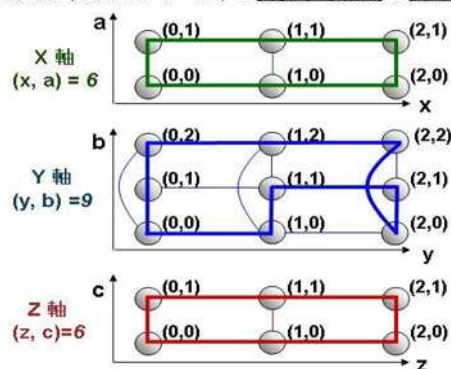 a
(0,1) (1,1) (2,1)
X 軸
(x, a) = 6
(0,0) (1,0) (2,0)
x
b
(0,2) (1,2) (2,2)
Y 軸
(y, b) =9
(0,1) (1,1) (2,1)
(0,0) (1,0) (2,0)
y
c
(0,1) (1,1) (2,1)
Z 軸
(z, c)=6
(0,0) (1,0) (2,0)
z